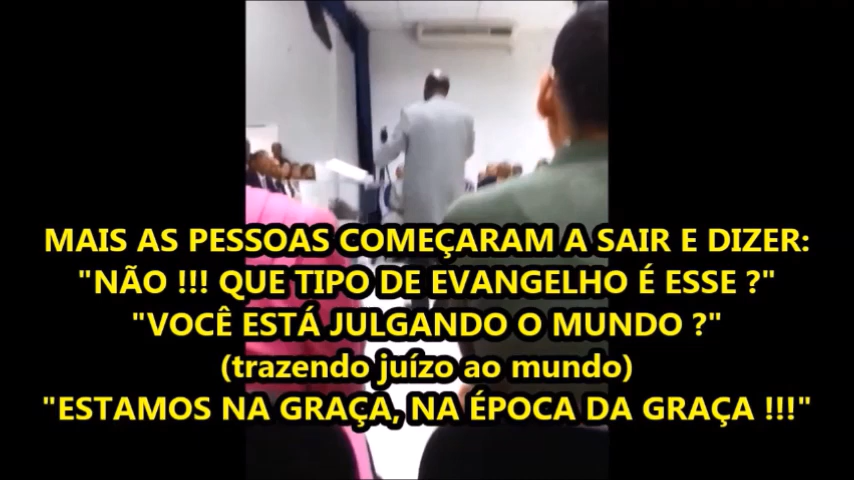 MAIS AS PESSOAS COMEÇARAM A SAIR E DIZER:
"NÃO !!! QUE TIPO DE EVANGELHO É ESSE ?"
"VOCÊ ESTÁ JULGANDO O MUNDO ?"
(trazendo juízo ao mundo)
"ESTAMOS NA GRAÇA, NA ÉPOCA DA GRAÇA !!!"